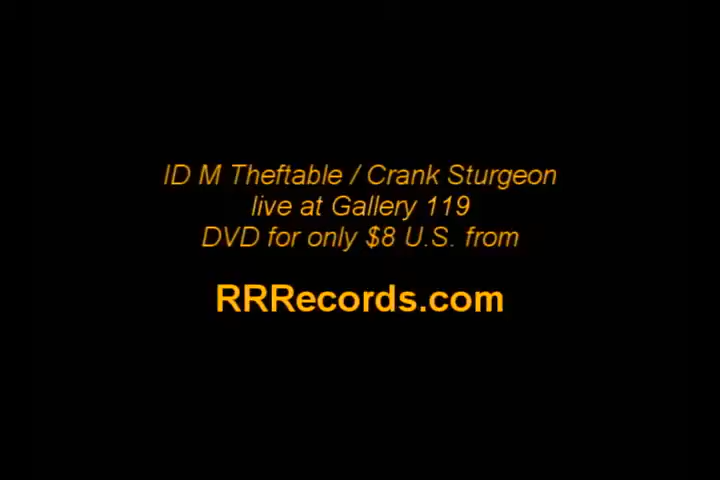 ID M Theftable / Crank Sturgeon
live at Gallery 119
DVD for only $8 U.S. from
RRRecords.com